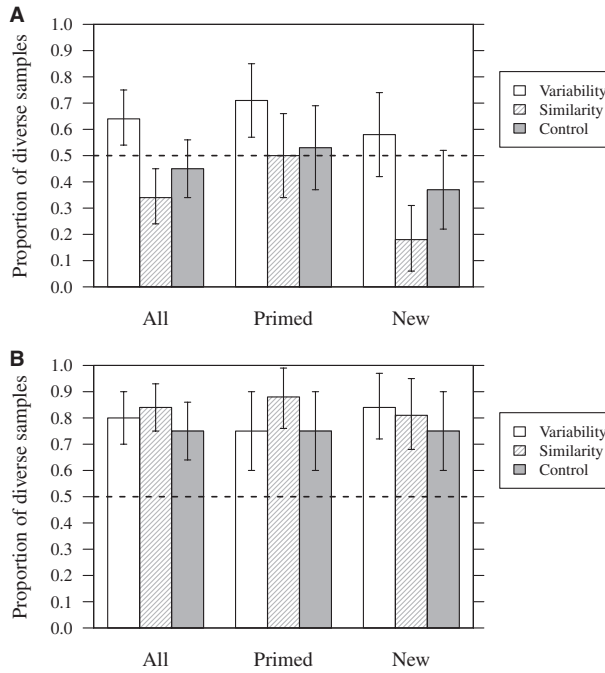 A
Proportion of diverse samples
1.0
0.9
0.8
0.7
0.6
0.5
0.4
0.3
0.2
0.1
0.0
All
Primed
New
Variability
Similarity
Control
B
Proportion of diverse samples
1.0
0.9
0.8
0.7
0.6
0.5
0.4
0.3
0.2
0.1
0.0
All
Primed
New
Variability
Similarity
Control